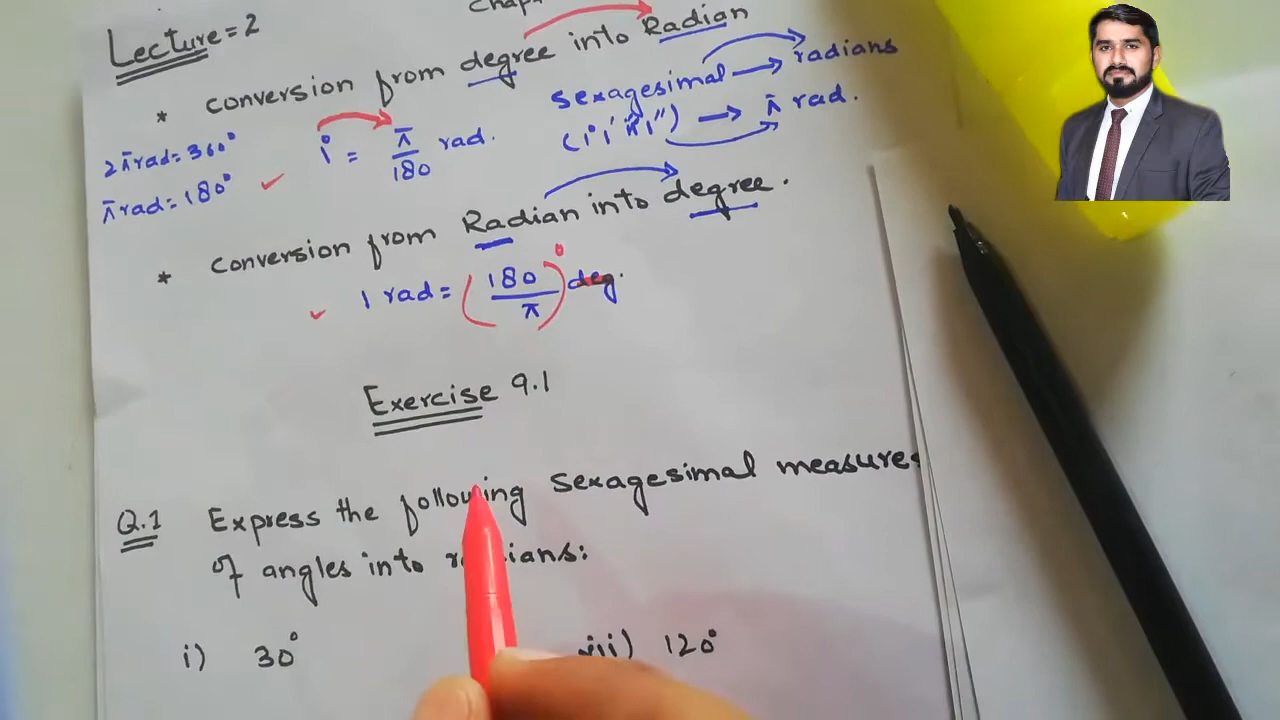 Chap
Lecture = 2
* conversion from degree into Radian
sexagesimal → radians
2π rad = 360°
1° = π/180 rad.
(1°, 1', 1'') → π rad.
π rad = 180° ✓
* conversion from Radian into degree.
✓ 1 rad = (180/π)° deg.
Exercise 9.1
Q.1 Express the following sexagesimal measures
of angles into radians:
i) 30° 120°